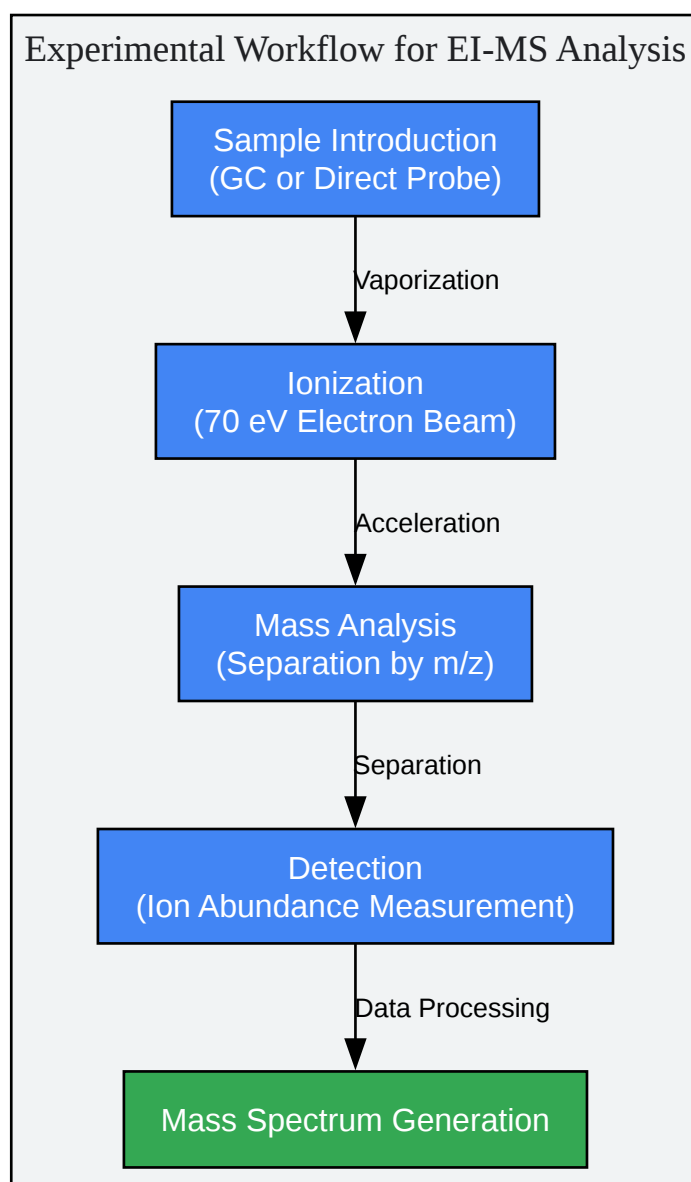 Experimental Workflow for EI-MS Analysis
Sample Introduction
(GC or Direct Probe)
Vaporization
Ionization
(70 eV Electron Beam)
Acceleration
Mass Analysis
(Separation by m/z)
Separation
Detection
(Ion Abundance Measurement)
Data Processing
Mass Spectrum Generation